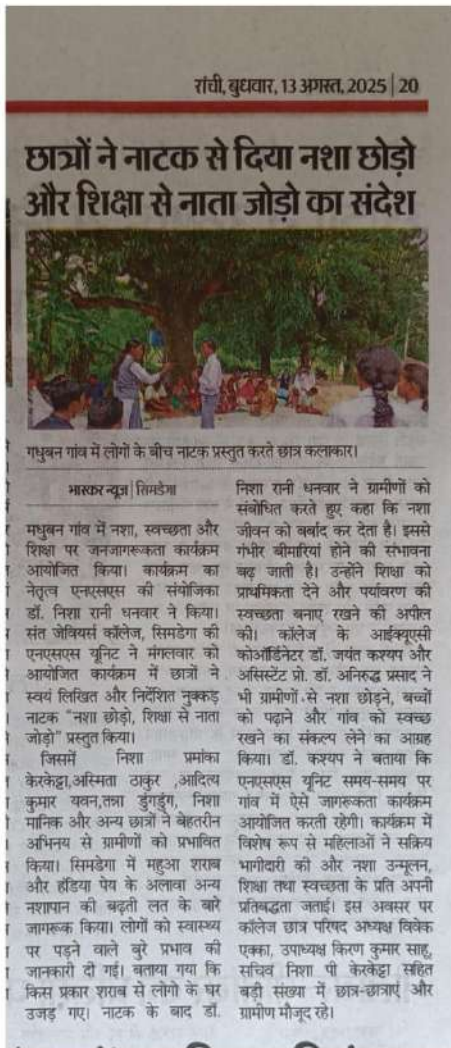 रांची, बुधवार, 13 अगस्त, 2025 | 20
छात्रों ने नाटक से दिया नशा छोड़ो
और शिक्षा से नाता जोड़ो का संदेश
गधुबन गांव में लोगों के बीच नाटक प्रस्तुत करते छात्र कलाकार।
भास्कर न्यूज | सिमडेगा
मधुबन गांव में नशा, स्वच्छता और
शिक्षा पर जनजागरूकता कार्यक्रम
आयोजित किया। कार्यक्रम का
नेतृत्व एनएसएस की संयोजिका
डॉ. निशा रानी धनवार ने किया।
संत जेवियर्स कॉलेज, सिमडेगा की
एनएसएस यूनिट ने मंगलवार को
आयोजित कार्यक्रम में छात्रों ने
स्वयं लिखित और निर्देशित नुक्कड़
नाटक "नशा छोड़ो, शिक्षा से नाता
जोड़ो" प्रस्तुत किया।
जिसमें निशा प्रमांका
केरकेट्टा,अस्मिता ठाकुर ,आदित्य
कुमार यवन,तन्ना डुंगडुंग, निशा
मानिक और अन्य छात्रों ने बेहतरीन
अभिनय से ग्रामीणों को प्रभावित
किया। सिमडेगा में महुआ शराब
और हंडिया पेय के अलावा अन्य
नशापान की बढ़ती लत के बारे
जागरूक किया। लोगों को स्वास्थ्य
पर पड़ने वाले बुरे प्रभाव की
जानकारी दी गई। बताया गया कि
किस प्रकार शराब से लोगो के घर
उजड़ गए। नाटक के बाद डॉ.
निशा रानी धनवार ने ग्रामीणों को
संबोधित करते हुए कहा कि नशा
जीवन को बर्बाद कर देता है। इससे
गंभीर बीमारियां होने की संभावना
बढ़ जाती है। उन्होंने शिक्षा को
प्राथमिकता देने और पर्यावरण की
स्वच्छता बनाए रखने की अपील
की। कॉलेज के आईक्यूएसी
कोऑर्डिनेटर डॉ. जयंत कश्यप और
असिस्टेंट प्रो. डॉ. अनिरुद्ध प्रसाद ने
भी ग्रामीणों से नशा छोड़ने, बच्चों
को पढ़ाने और गांव को स्वच्छ
रखने का संकल्प लेने का आग्रह
किया। डॉ. कश्यप ने बताया कि
एनएसएस यूनिट समय-समय पर
गांव में ऐसे जागरूकता कार्यक्रम
आयोजित करती रहेगी। कार्यक्रम में
विशेष रूप से महिलाओं ने सक्रिय
भागीदारी की और नशा उन्मूलन,
शिक्षा तथा स्वच्छता के प्रति अपनी
प्रतिबद्धता जताई। इस अवसर पर
कॉलेज छात्र परिषद अध्यक्ष विवेक
एक्का, उपाध्यक्ष किरण कुमार साहू,
सचिव निशा पी केरकेट्टा सहित
बड़ी संख्या में छात्र-छात्राएं और
ग्रामीण मौजूद रहे।